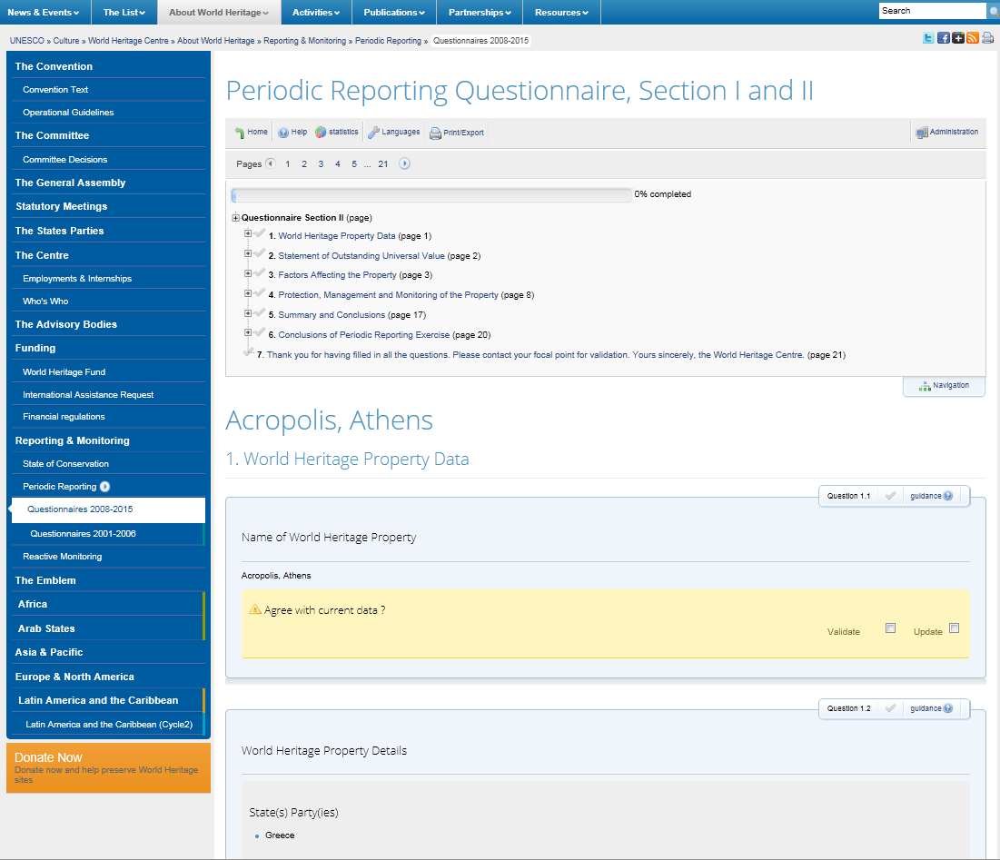 News & Events The List About World Heritage Activities Publications Partnerships Resources Search
UNESCO » Culture » World Heritage Centre » About World Heritage » Reporting & Monitoring » Periodic Reporting » Questionnaires 2008-2015
The Convention
Convention Text
Operational Guidelines
The Committee
Committee Decisions
The General Assembly
Statutory Meetings
The States Parties
The Centre
Employments & Internships
Who's Who
The Advisory Bodies
Funding
World Heritage Fund
International Assistance Request
Financial regulations
Reporting & Monitoring
State of Conservation
Periodic Reporting
Questionnaires 2008-2015
Questionnaires 2001-2006
Reactive Monitoring
The Emblem
Africa
Arab States
Asia & Pacific
Europe & North America
Latin America and the Caribbean
Latin America and the Caribbean (Cycle2)
Donate Now
Donate now and help preserve World Heritage
sites
Periodic Reporting Questionnaire, Section I and II
Home Help statistics Languages Print/Export Administration
Pages 1 2 3 4 5 ... 21
0% completed
Questionnaire Section II (page)
1. World Heritage Property Data (page 1)
2. Statement of Outstanding Universal Value (page 2)
3. Factors Affecting the Property (page 3)
4. Protection, Management and Monitoring of the Property (page 8)
5. Summary and Conclusions (page 17)
6. Conclusions of Periodic Reporting Exercise (page 20)
7. Thank you for having filled in all the questions. Please contact your focal point for validation. Yours sincerely, the World Heritage Centre. (page 21)
Navigation
Acropolis, Athens
1. World Heritage Property Data
Question 1.1 guidance
Name of World Heritage Property
Acropolis, Athens
Agree with current data ?
Validate Update
Question 1.2 guidance
World Heritage Property Details
State(s) Party(ies)
• Greece